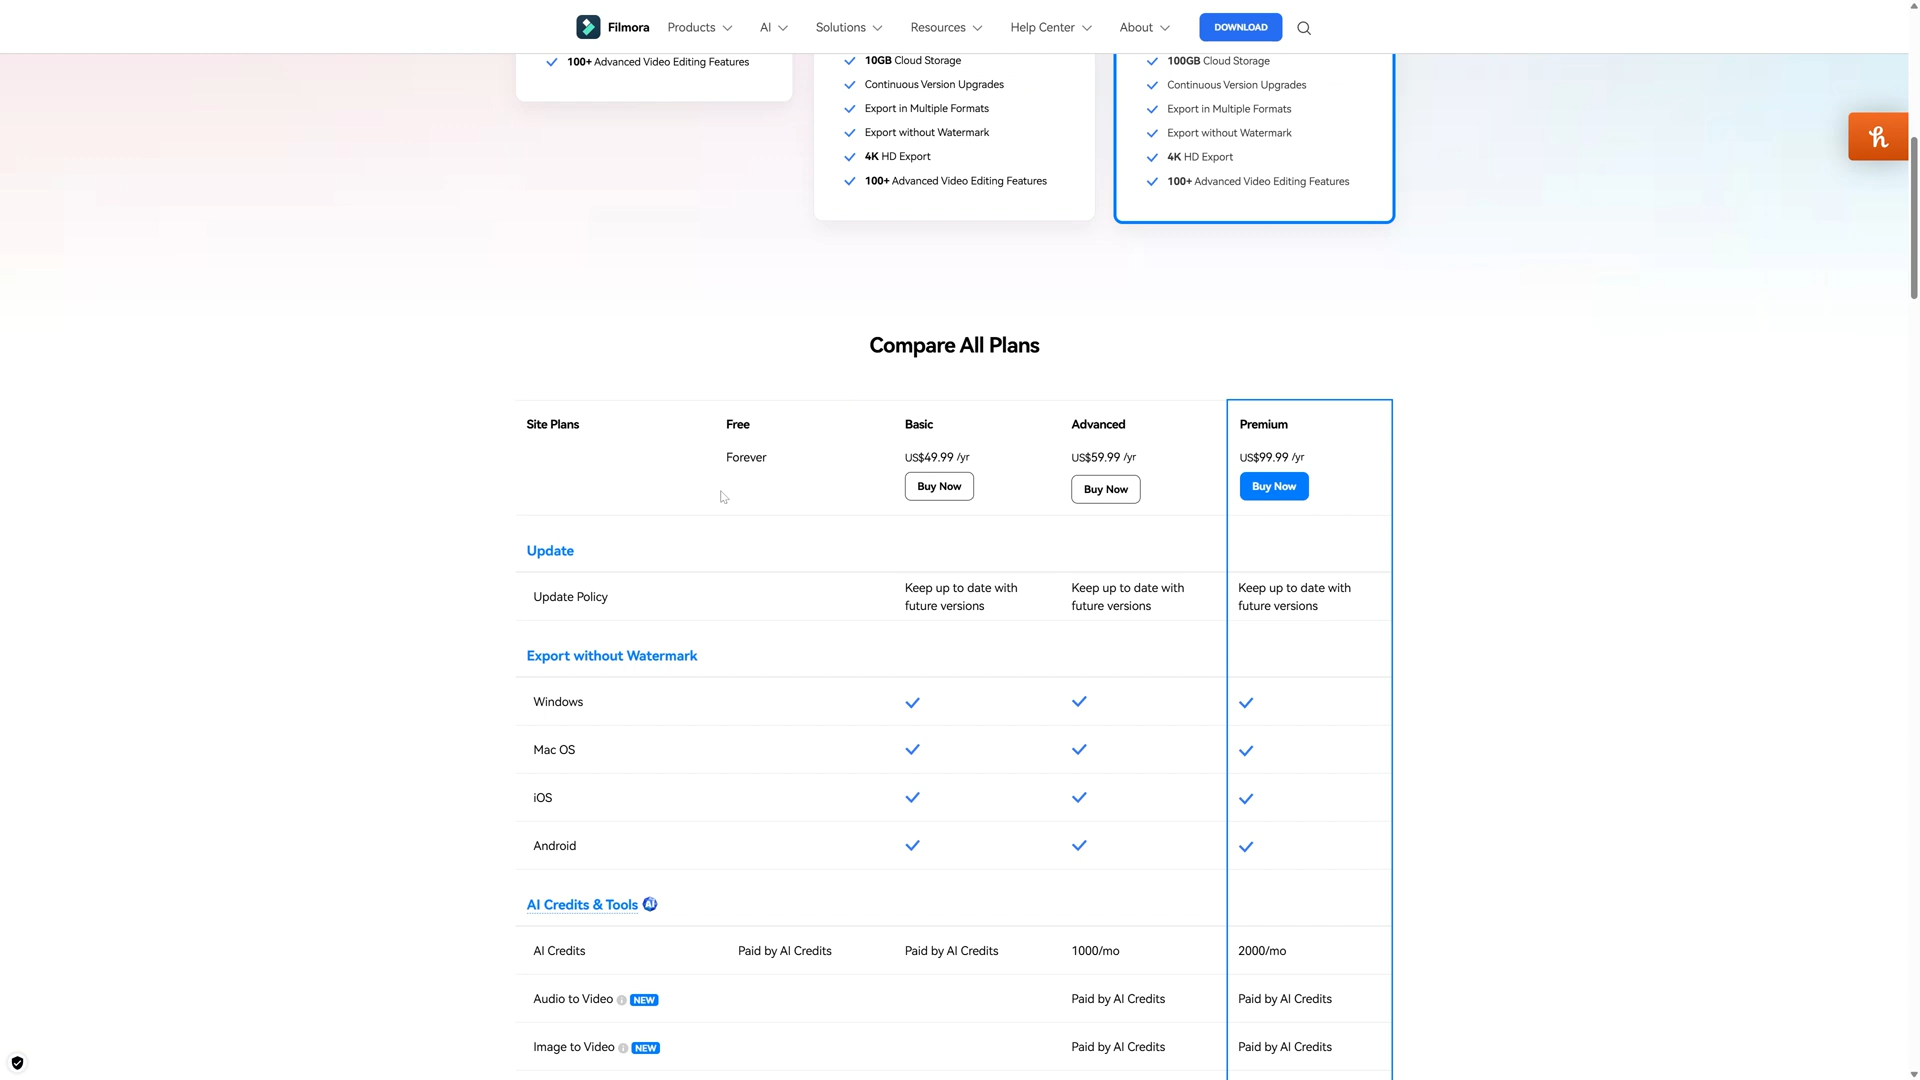 Filmora Products AI Solutions Resources Help Center About DOWNLOAD
100+ Advanced Video Editing Features
10GB Cloud Storage
Continuous Version Upgrades
Export in Multiple Formats
Export without Watermark
4K HD Export
100+ Advanced Video Editing Features
100GB Cloud Storage
Continuous Version Upgrades
Export in Multiple Formats
Export without Watermark
4K HD Export
100+ Advanced Video Editing Features
h
Compare All Plans
Site Plans Free Basic Advanced Premium
Forever US$49.99 /yr US$59.99 /yr US$99.99 /yr
Buy Now Buy Now Buy Now
Update
Update Policy
Keep up to date with
future versions
Keep up to date with
future versions
Keep up to date with
future versions
Export without Watermark
Windows
Mac OS
iOS
Android
AI Credits & Tools AI
AI Credits Paid by AI Credits Paid by AI Credits 1000/mo 2000/mo
Audio to Video NEW Paid by AI Credits Paid by AI Credits
Image to Video NEW Paid by AI Credits Paid by AI Credits